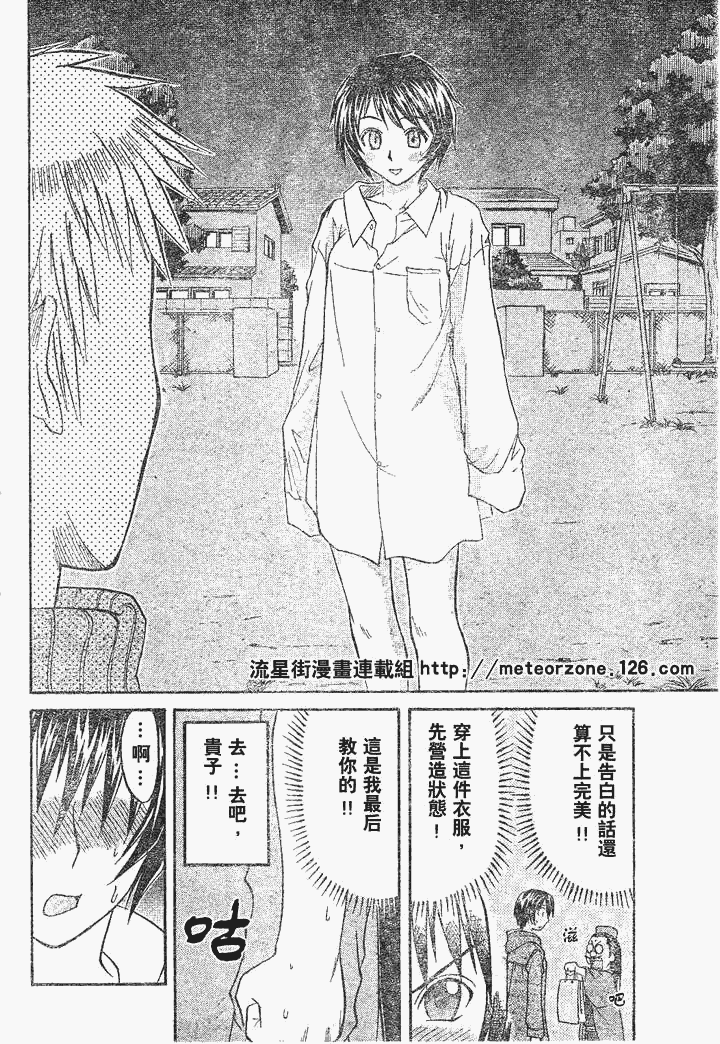 流星街漫畫連載組 http://meteorzone.126.com
只是告白的話還
算不上完美!!
滋
吧
穿上這件衣服，
先營造狀態！
這是我最后
教你的!!
去…去吧，
貴子!!
咕
…啊…